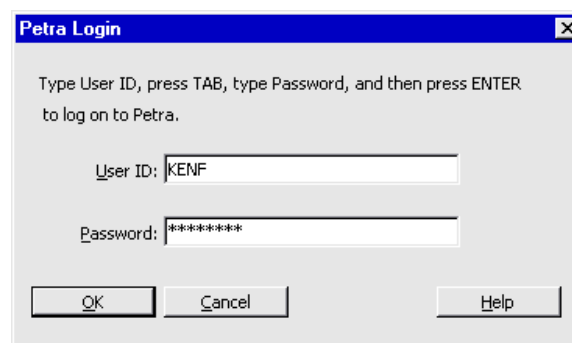 Petra Login
Type User ID, press TAB, type Password, and then press ENTER
to log on to Petra.
User ID: KENF
Password: ********
OK Cancel Help